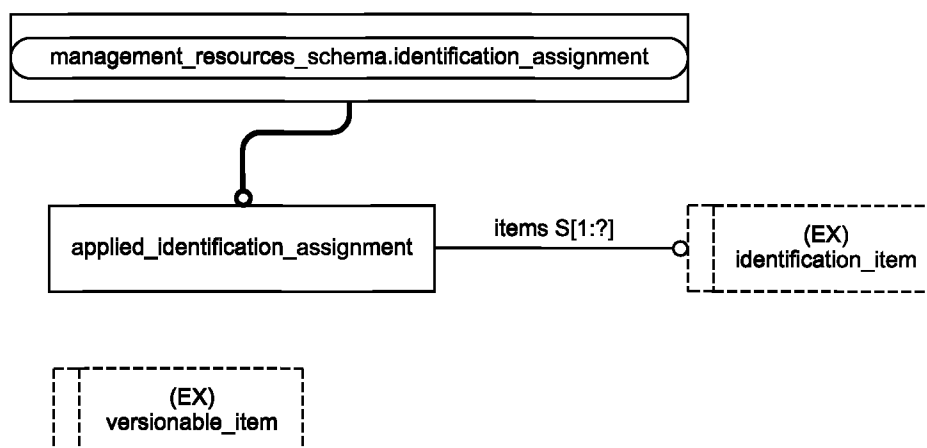 management_resources_schema.identification_assignment
applied_identification_assignment
items S[1:?]
(EX)
identification_item
(EX)
versionable_item